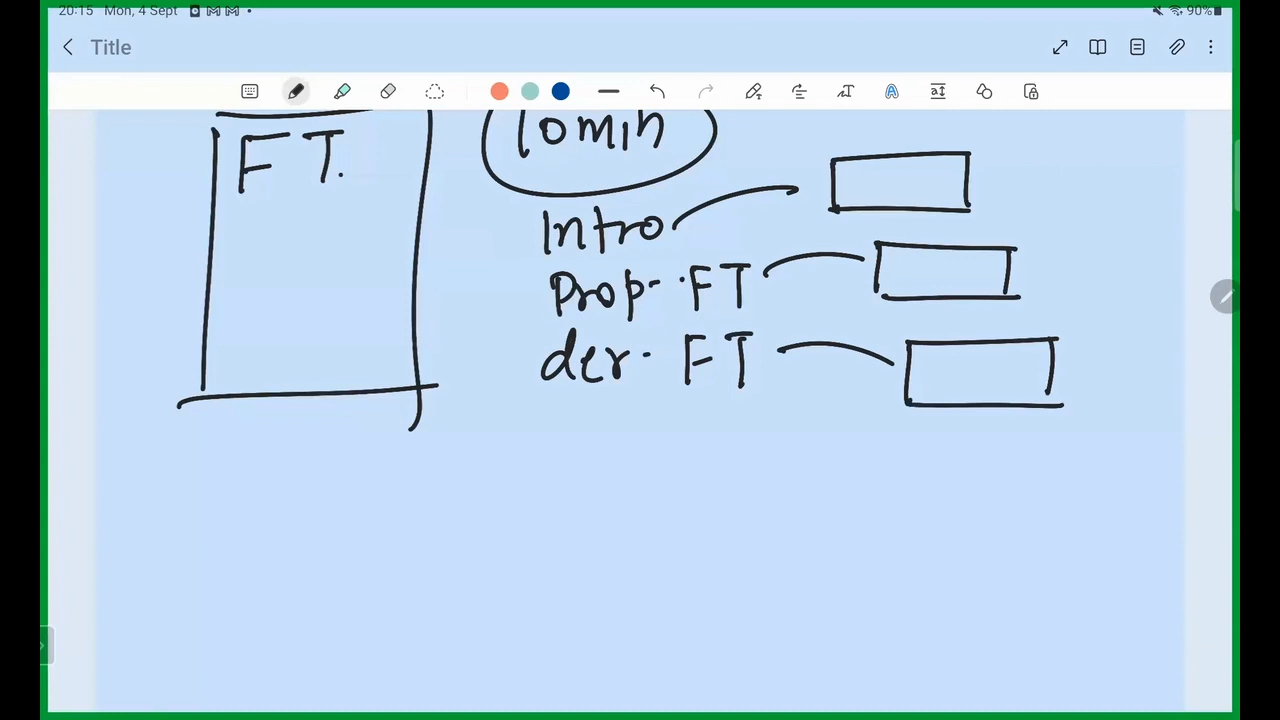 20:15 Mon, 4 Sept
90%
Title
F T.
10min
Intro
Prop. FT
der. FT